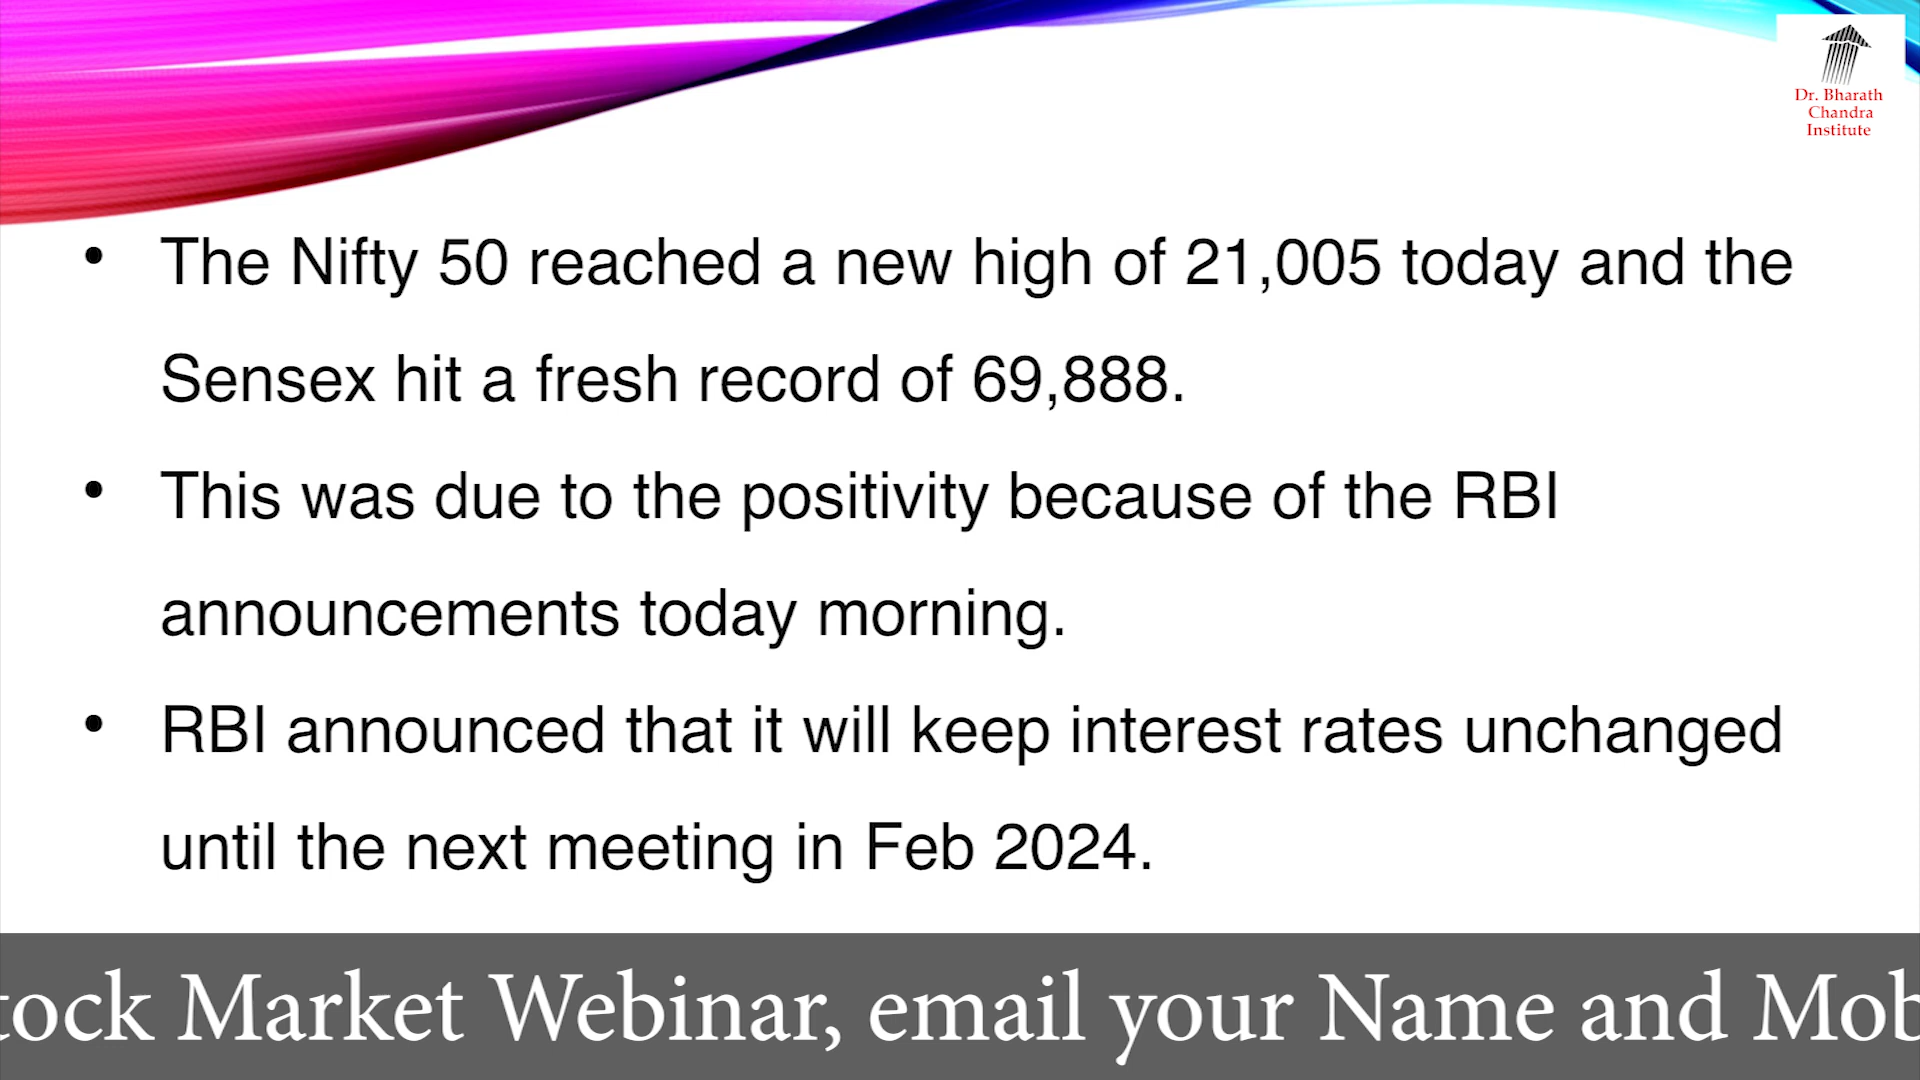 Dr. Bharath
Chandra
Institute
• The Nifty 50 reached a new high of 21,005 today and the
Sensex hit a fresh record of 69,888.
• This was due to the positivity because of the RBI
announcements today morning.
• RBI announced that it will keep interest rates unchanged
until the next meeting in Feb 2024.
tock Market Webinar, email your Name and Mob